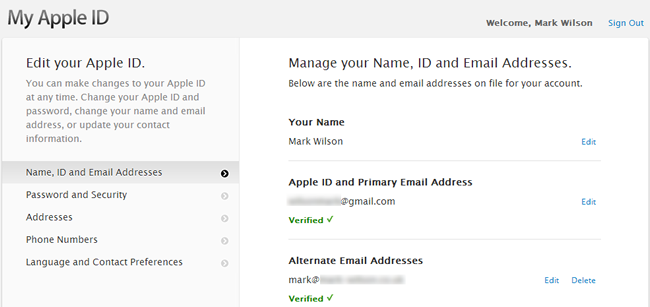 My Apple ID
Welcome, Mark Wilson Sign Out
Edit your Apple ID.
You can make changes to your Apple ID
at any time. Change your Apple ID and
password, change your name and email
address, or update your contact
information.
Name, ID and Email Addresses
Password and Security
Addresses
Phone Numbers
Language and Contact Preferences
Manage your Name, ID and Email Addresses.
Below are the name and email addresses on file for your account.
Your Name
Mark Wilson Edit
Apple ID and Primary Email Address
@gmail.com Edit
Verified ✓
Alternate Email Addresses
mark@ Edit Delete
Verified ✓